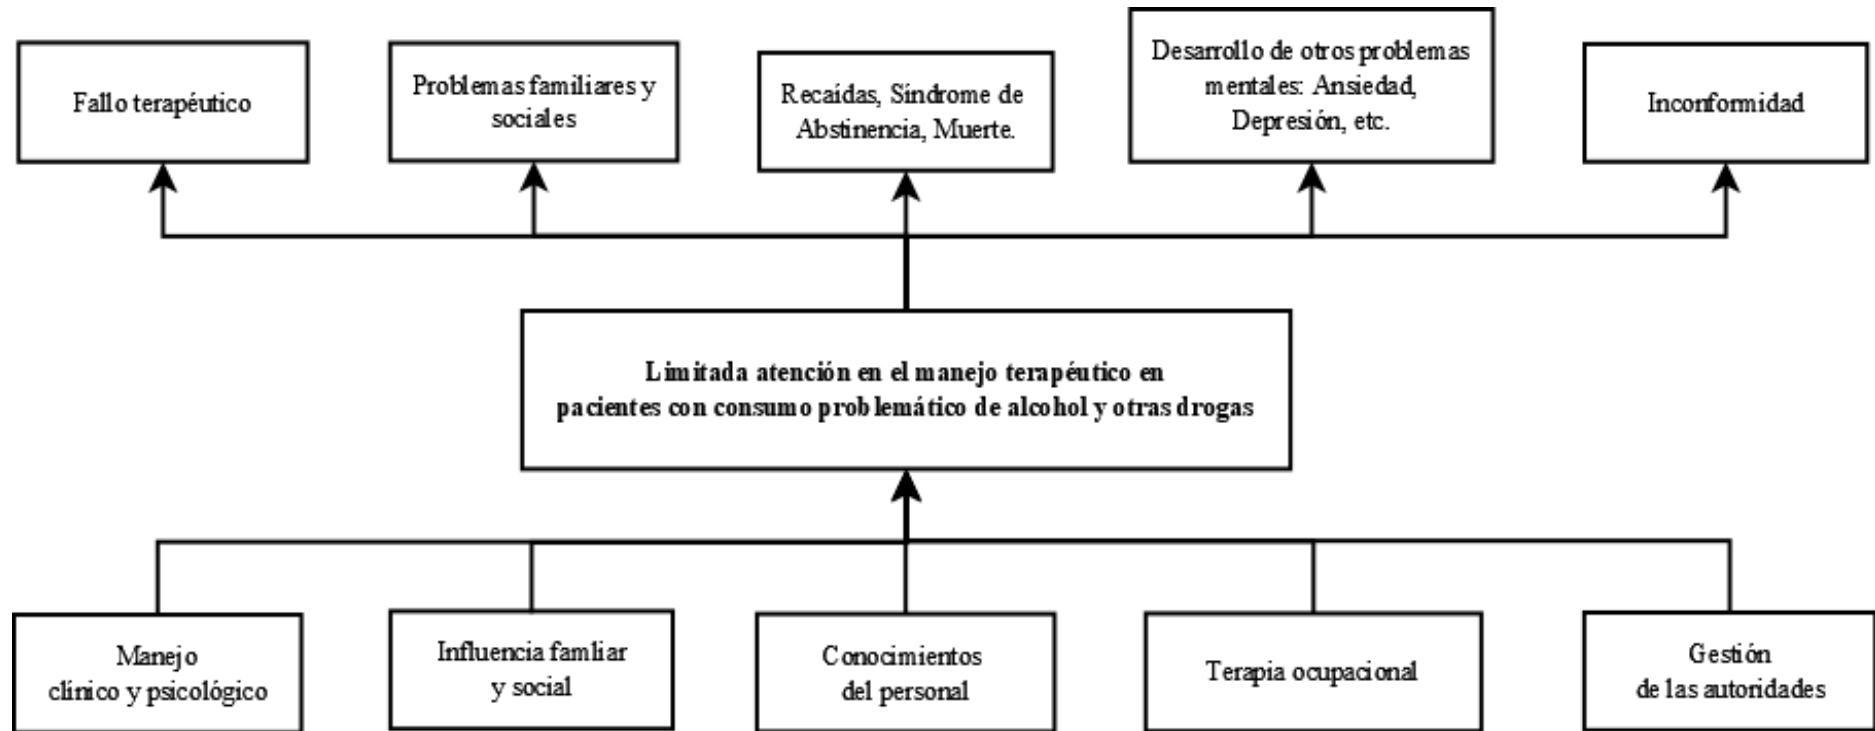 Fallo terapéutico
Problemas familiares y
sociales
Recaídas, Síndrome de
Abstinencia, Muerte.
Desarrollo de otros problemas
mentales: Ansiedad,
Depresión, etc.
Inconformidad
Limitada atención en el manejo terapéutico en
pacientes con consumo problemático de alcohol y otras drogas
Manejo
clínico y psicológico
Influencia famliar
y social
Conocimientos
del personal
Terapia ocupacional
Gestión
de las autoridades